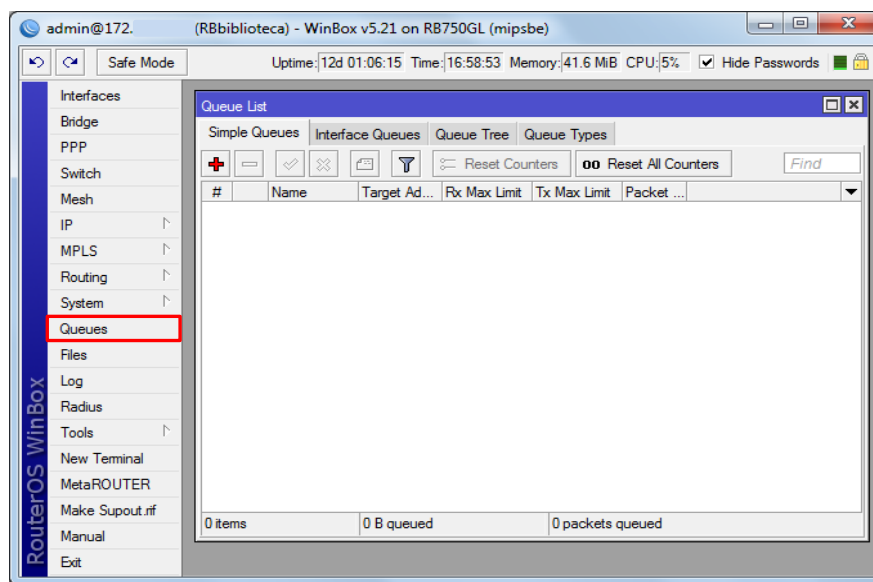 admin@172. (RBbiblioteca) - WinBox v5.21 on RB750GL (mipsbe)
Safe Mode Uptime: 12d 01:06:15 Time: 16:58:53 Memory: 41.6 MiB CPU: 5% Hide Passwords
RouterOS WinBox
Interfaces
Bridge
PPP
Switch
Mesh
IP
MPLS
Routing
System
Queues
Files
Log
Radius
Tools
New Terminal
MetaROUTER
Make Supout.rif
Manual
Exit
Queue List
Simple Queues Interface Queues Queue Tree Queue Types
Reset Counters 00 Reset All Counters Find
# Name Target Ad... Rx Max Limit Tx Max Limit Packet ...
0 items 0 B queued 0 packets queued